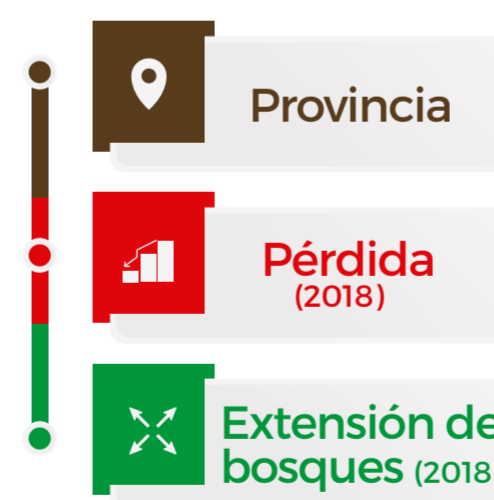 Provincia
Pérdida
(2018)
Extensión de
bosques (2018